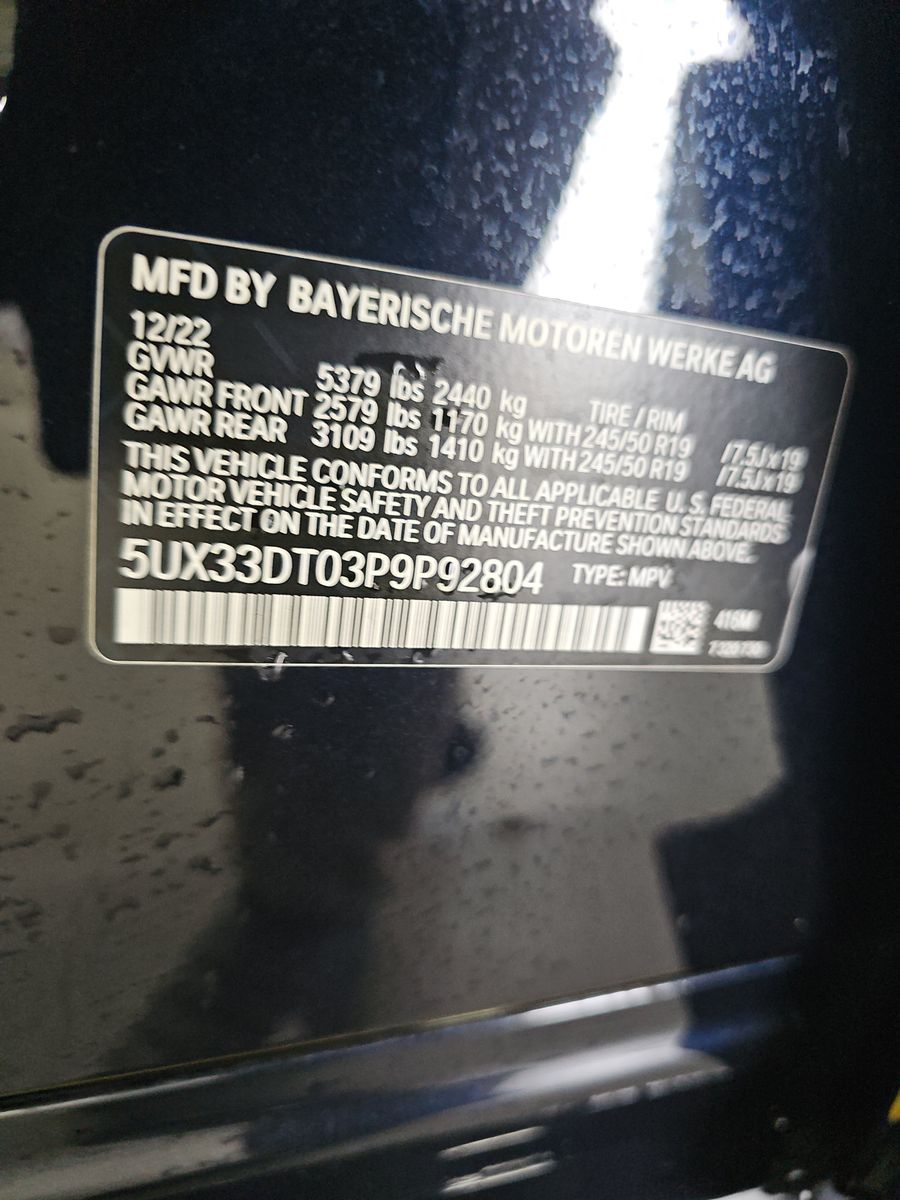 MFD BY BAYERISCHE MOTOREN WERKE AG
12/22
GVWR 5379 lbs 2440 kg TIRE / RIM
GAWR FRONT 2579 lbs 1170 kg WITH 245/50 R19 /7.5Jx19
GAWR REAR 3109 lbs 1410 kg WITH 245/50 R19 /7.5Jx19
THIS VEHICLE CONFORMS TO ALL APPLICABLE U.S. FEDERAL
MOTOR VEHICLE SAFETY AND THEFT PREVENTION STANDARDS
IN EFFECT ON THE DATE OF MANUFACTURE SHOWN ABOVE.
5UX33DT03P9P92804 TYPE: MPV